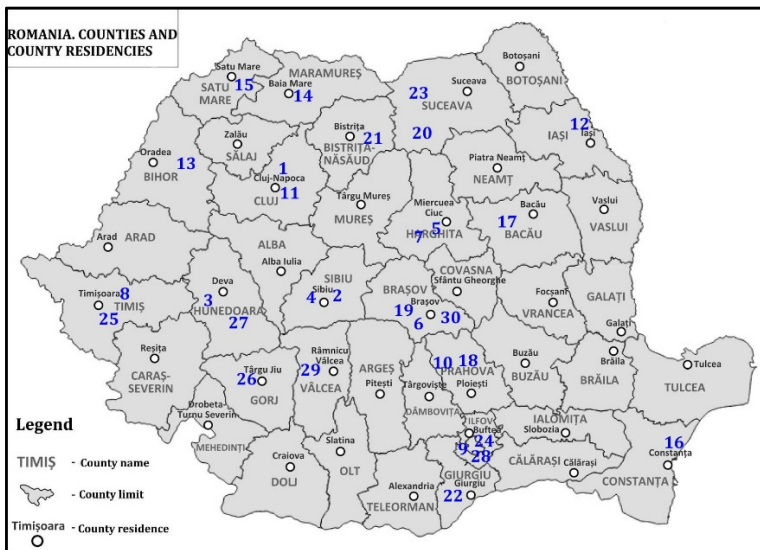 ROMANIA. COUNTIES AND
COUNTY RESIDENCIES
Satu Mare
SATU
MARE
15
MARAMUREȘ
Baia Mare
14
Suceava
23
SUCEAVA
20
Botoșani
BOTOȘANI
12
IAȘI
Iași
Oradea
13
BIHOR
Zalău
SĂLAJ
Bistrița
21
BISTRIȚA-
NĂSĂUD
1
Cluj-Napoca
11
CLUJ
Piatra Neamț
NEAMȚ
Târgu Mureș
MUREȘ
Miercurea
Ciuc
5
7
HARGHITA
Bacău
17
BACĂU
Vaslui
VASLUI
ARAD
Arad
ALBA
Alba Iulia
SIBIU
Sibiu
4
2
BRAȘOV
19
Brașov
6
30
COVASNA
Sfântu Gheorghe
Focșani
VRANCEA
GALAȚI
Galați
Timișoara
8
TIMIȘ
25
Deva
3
HUNEDOARA
27
Reșița
CARAȘ-
SEVERIN
Târgu Jiu
26
GORJ
Râmnicu
Vâlcea
29
VÂLCEA
ARGEȘ
Pitești
10
18
PRAHOVA
Ploiești
Târgoviște
DÂMBOVIȚA
Buzău
BUZĂU
Brăila
BRĂILA
Tulcea
TULCEA
Drobeta-
Turnu Severin
MEHEDINȚI
Craiova
DOLJ
Slatina
OLT
Alexandria
TELEORMAN
ILFOV
Buftea
24
9
28
GIURGIU
Giurgiu
22
IALOMIȚA
Slobozia
CĂLĂRAȘI
Călărași
16
Constanța
CONSTANȚA
Legend
TIMIȘ - County name
- County limit
Timișoara - County residence